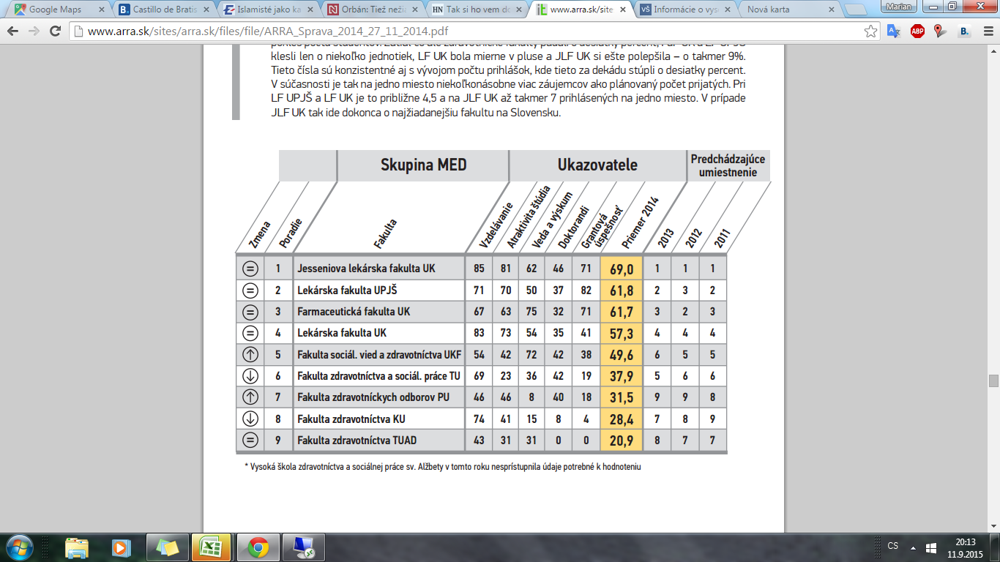 Google Maps
Castillo de Bratis
Islamisté jako ka
Orbán: Tiež nežia
Tak si ho vem do
www.arra.sk/site
Informácie o vyso
Nová karta
Marian
www.arra.sk/sites/arra.sk/files/file/ARRA_Sprava_2014_27_11_2014.pdf
klesli len o niekoľko jednotiek, LF UK bola mierne v pluse a JLF UK si ešte polepšila – o takmer 9%.
Tieto čísla sú konzistentné aj s vývojom počtu prihlášok, kde tieto za dekádu stúpli o desiatky percent.
V súčasnosti je tak na jedno miesto niekoľkonásobne viac záujemcov ako plánovaný počet prijatých. Pri
LF UPJŠ a LF UK je to približne 4,5 a na JLF UK až takmer 7 prihlásených na jedno miesto. V prípade
JLF UK tak ide dokonca o najžiadanejšiu fakultu na Slovensku.
Skupina MED Ukazovatele Predchádzajúce
umiestnenie
Zmena Poradie Fakulta Vzdelávanie Atraktivita štúdia Veda a výskum Doktorandi Grantová úspešnosť Priemer 2014 2013 2012 2011
= 1 Jesseniova lekárska fakulta UK 85 81 62 46 71 69,0 1 1 1
= 2 Lekárska fakulta UPJŠ 71 70 50 37 82 61,8 2 3 2
= 3 Farmaceutická fakulta UK 67 63 75 32 71 61,7 3 2 3
= 4 Lekárska fakulta UK 83 73 54 35 41 57,3 4 4 4
↑ 5 Fakulta sociál. vied a zdravotníctva UKF 54 42 72 42 38 49,6 6 5 5
↓ 6 Fakulta zdravotníctva a sociál. práce TU 69 23 36 42 19 37,9 5 6 6
↑ 7 Fakulta zdravotníckych odborov PU 46 46 8 40 18 31,5 9 9 8
↓ 8 Fakulta zdravotníctva KU 74 41 15 8 4 28,4 7 8 9
= 9 Fakulta zdravotníctva TUAD 43 31 31 0 0 20,9 8 7 7
* Vysoká škola zdravotníctva a sociálnej práce sv. Alžbety v tomto roku nesprístupnila údaje potrebné k hodnoteniu
CS
20:13
11.9.2015